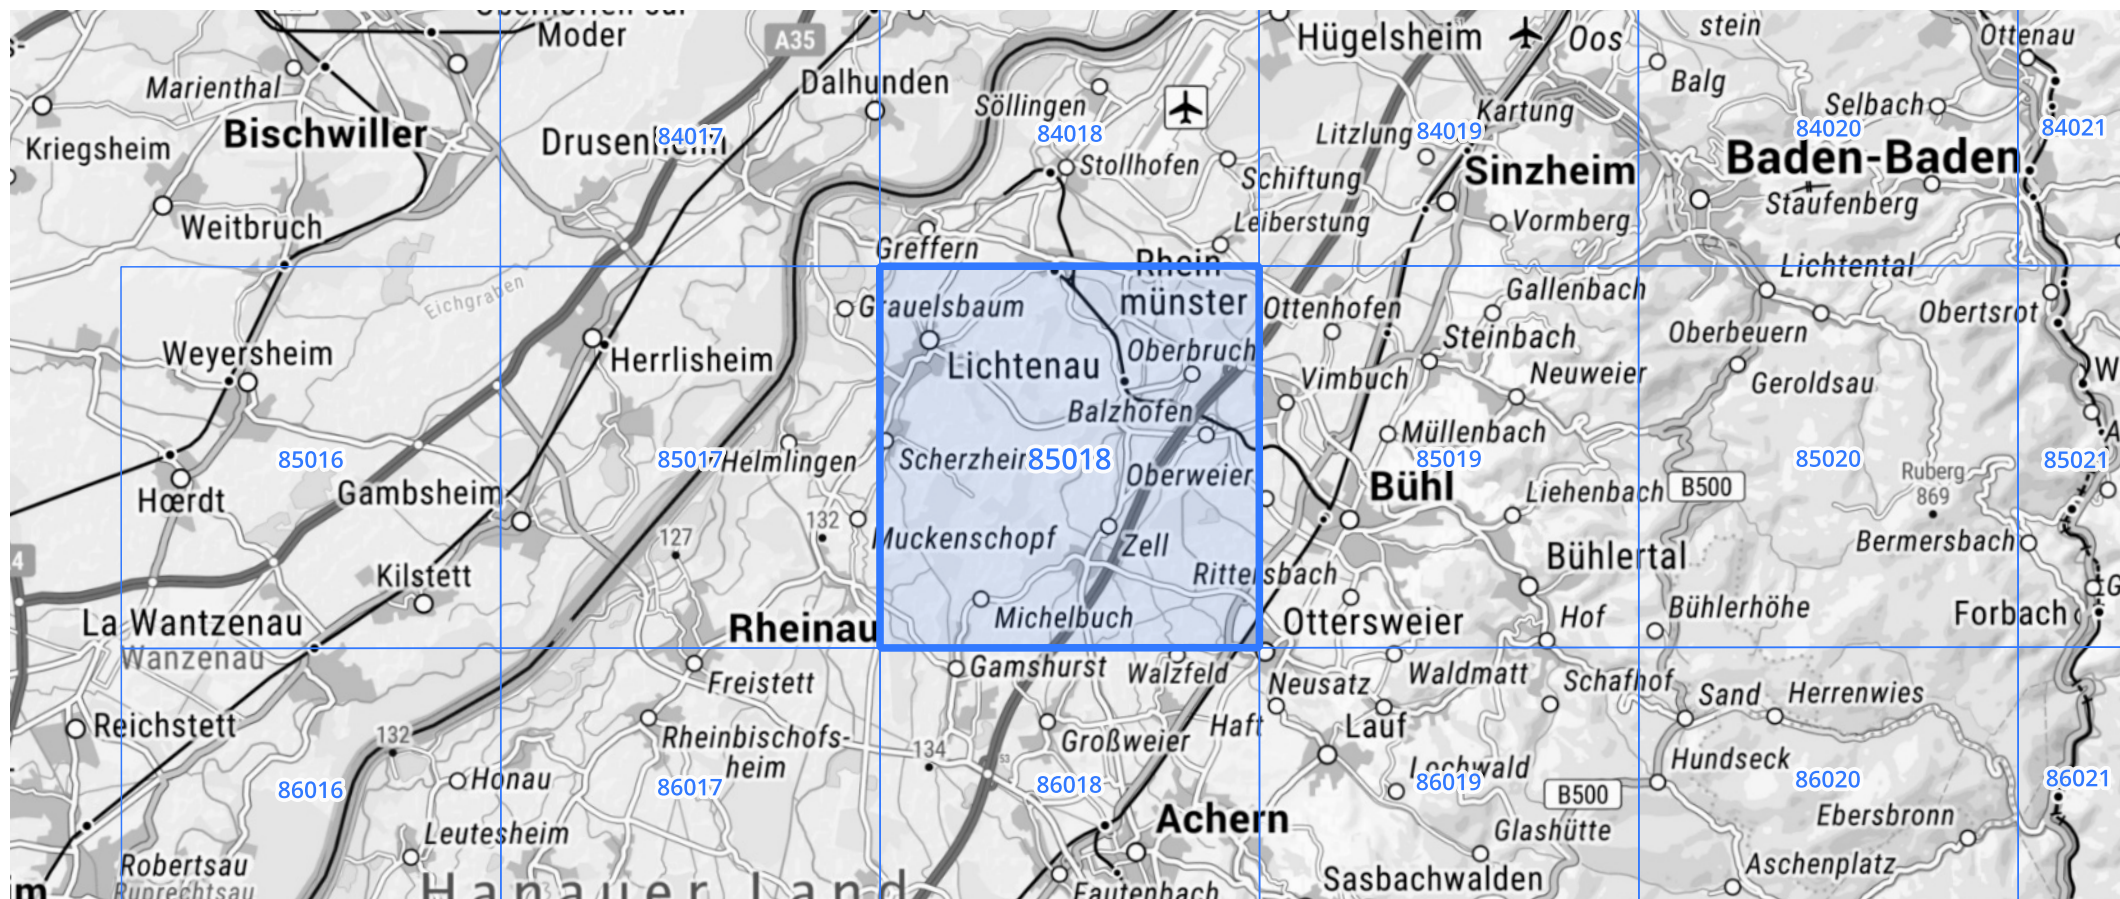 Moder
A35
Hügelsheim
Oos
stein
Ottenau
Marienthal
Dalhunden
Balg
Söllingen
Kartung
Selbach
Bischwiller
Drusenheim
84017
84018
Litzlung
84019
84020
84021
Kriegsheim
Stollhofen
Schiftung
Sinzheim
Baden-Baden
Weitbruch
Leiberstung
Vormberg
Staufenberg
Greffern
Rhein
münster
Lichtental
Eichgraben
Grauelsbaum
Ottenhofen
Gallenbach
Obertsrot
Weyersheim
Herrlisheim
Lichtenau
Oberbruch
Steinbach
Oberbeuern
Vimbuch
Neuweier
Geroldsau
W
Balzhofen
Müllenbach
A
85016
85017
Helmlingen
Scherzheim
85018
85019
85020
85021
Hœrdt
Gambsheim
Oberweier
Bühl
Liehenbach
B500
Ruberg
869
127
132
Muckenschopf
Zell
Bermersbach
4
Kilstett
Rittersbach
Bühlertal
G
La Wantzenau
Wanzenau
Rheinau
Michelbuch
Ottersweier
Hof
Bühlerhöhe
Forbach
Freistett
Gamshurst
Walzfeld
Neusatz
Waldmatt
Schafhof
Sand
Herrenwies
Reichstett
132
Rheinbischofs-
heim
134
53
Großweier
Haft
Lauf
Hundseck
86016
Honau
86017
86018
Lochwald
86019
B500
86020
86021
Leutesheim
Achern
Glashütte
Ebersbronn
Robertsau
Ruprechtsau
Hanauer Land
Fautenbach
Sasbachwalden
Aschenplatz
m